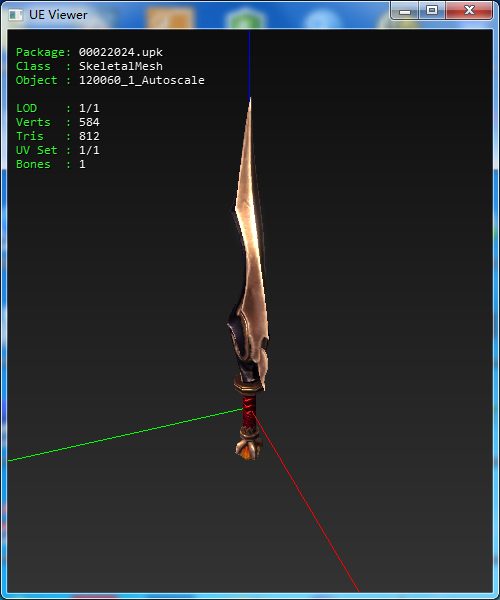 UE Viewer
Package: 00022024.upk
Class  : SkeletalMesh
Object : 120060_1_Autoscale
LOD    : 1/1
Verts  : 584
Tris   : 812
UV Set : 1/1
Bones  : 1